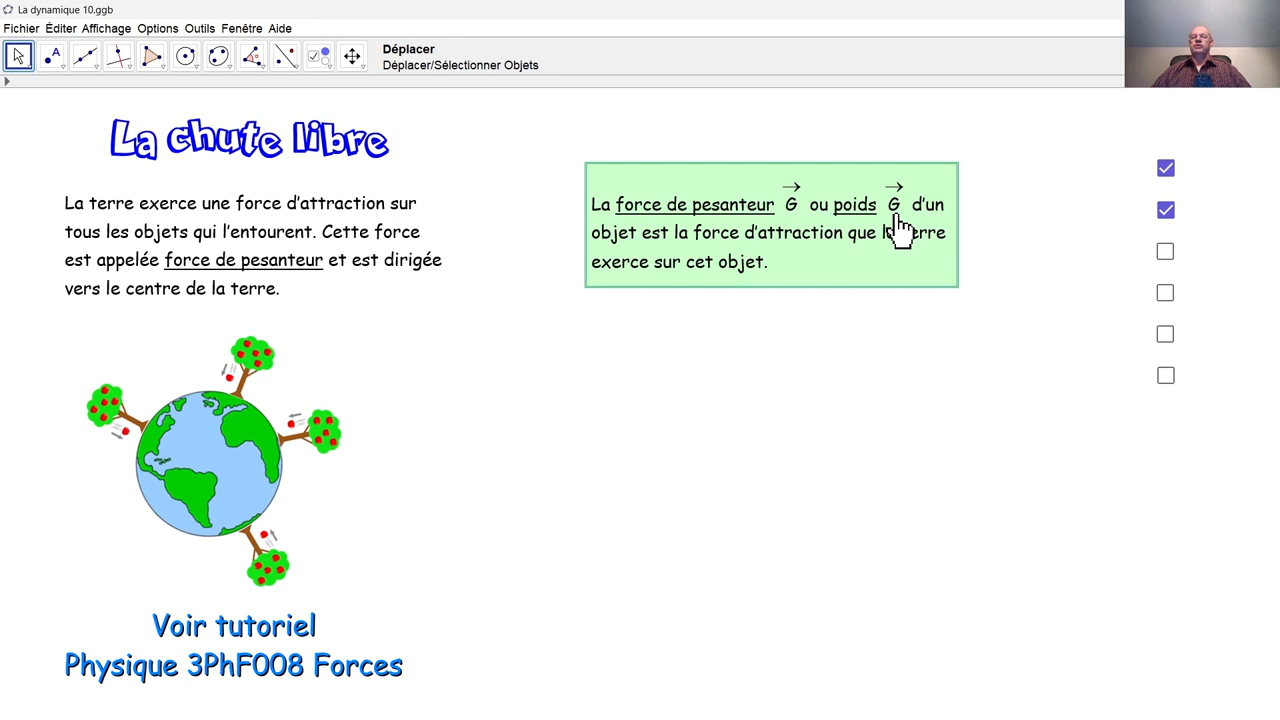 La dynamique 10.ggb
Fichier Éditer Affichage Options Outils Fenêtre Aide
A
Déplacer
Déplacer/Sélectionner Objets
La chute libre
La terre exerce une force d'attraction sur
tous les objets qui l'entourent. Cette force
est appelée force de pesanteur et est dirigée
vers le centre de la terre.
La force de pesanteur G⃗ ou poids G⃗ d'un
objet est la force d'attraction que la terre
exerce sur cet objet.
Voir tutoriel
Physique 3PhF008 Forces